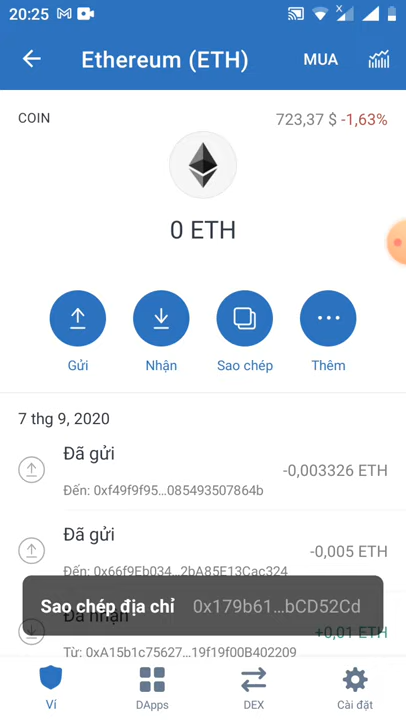 20:25
Ethereum (ETH)
MUA
COIN
723,37 $ -1,63%
0 ETH
Gửi
Nhận
Sao chép
Thêm
7 thg 9, 2020
Đã gửi
-0,003326 ETH
Đến: 0xf49f9f95...085493507864b
Đã gửi
-0,005 ETH
Đến: 0x66f9Eb034...2bA85E13Cac324
Sao chép địa chỉ 0x179b61...bCD52Cd
Đã nhận
+0,01 ETH
Từ: 0xA15b1c75627...19f19f00B402209
Ví
DApps
DEX
Cài đặt